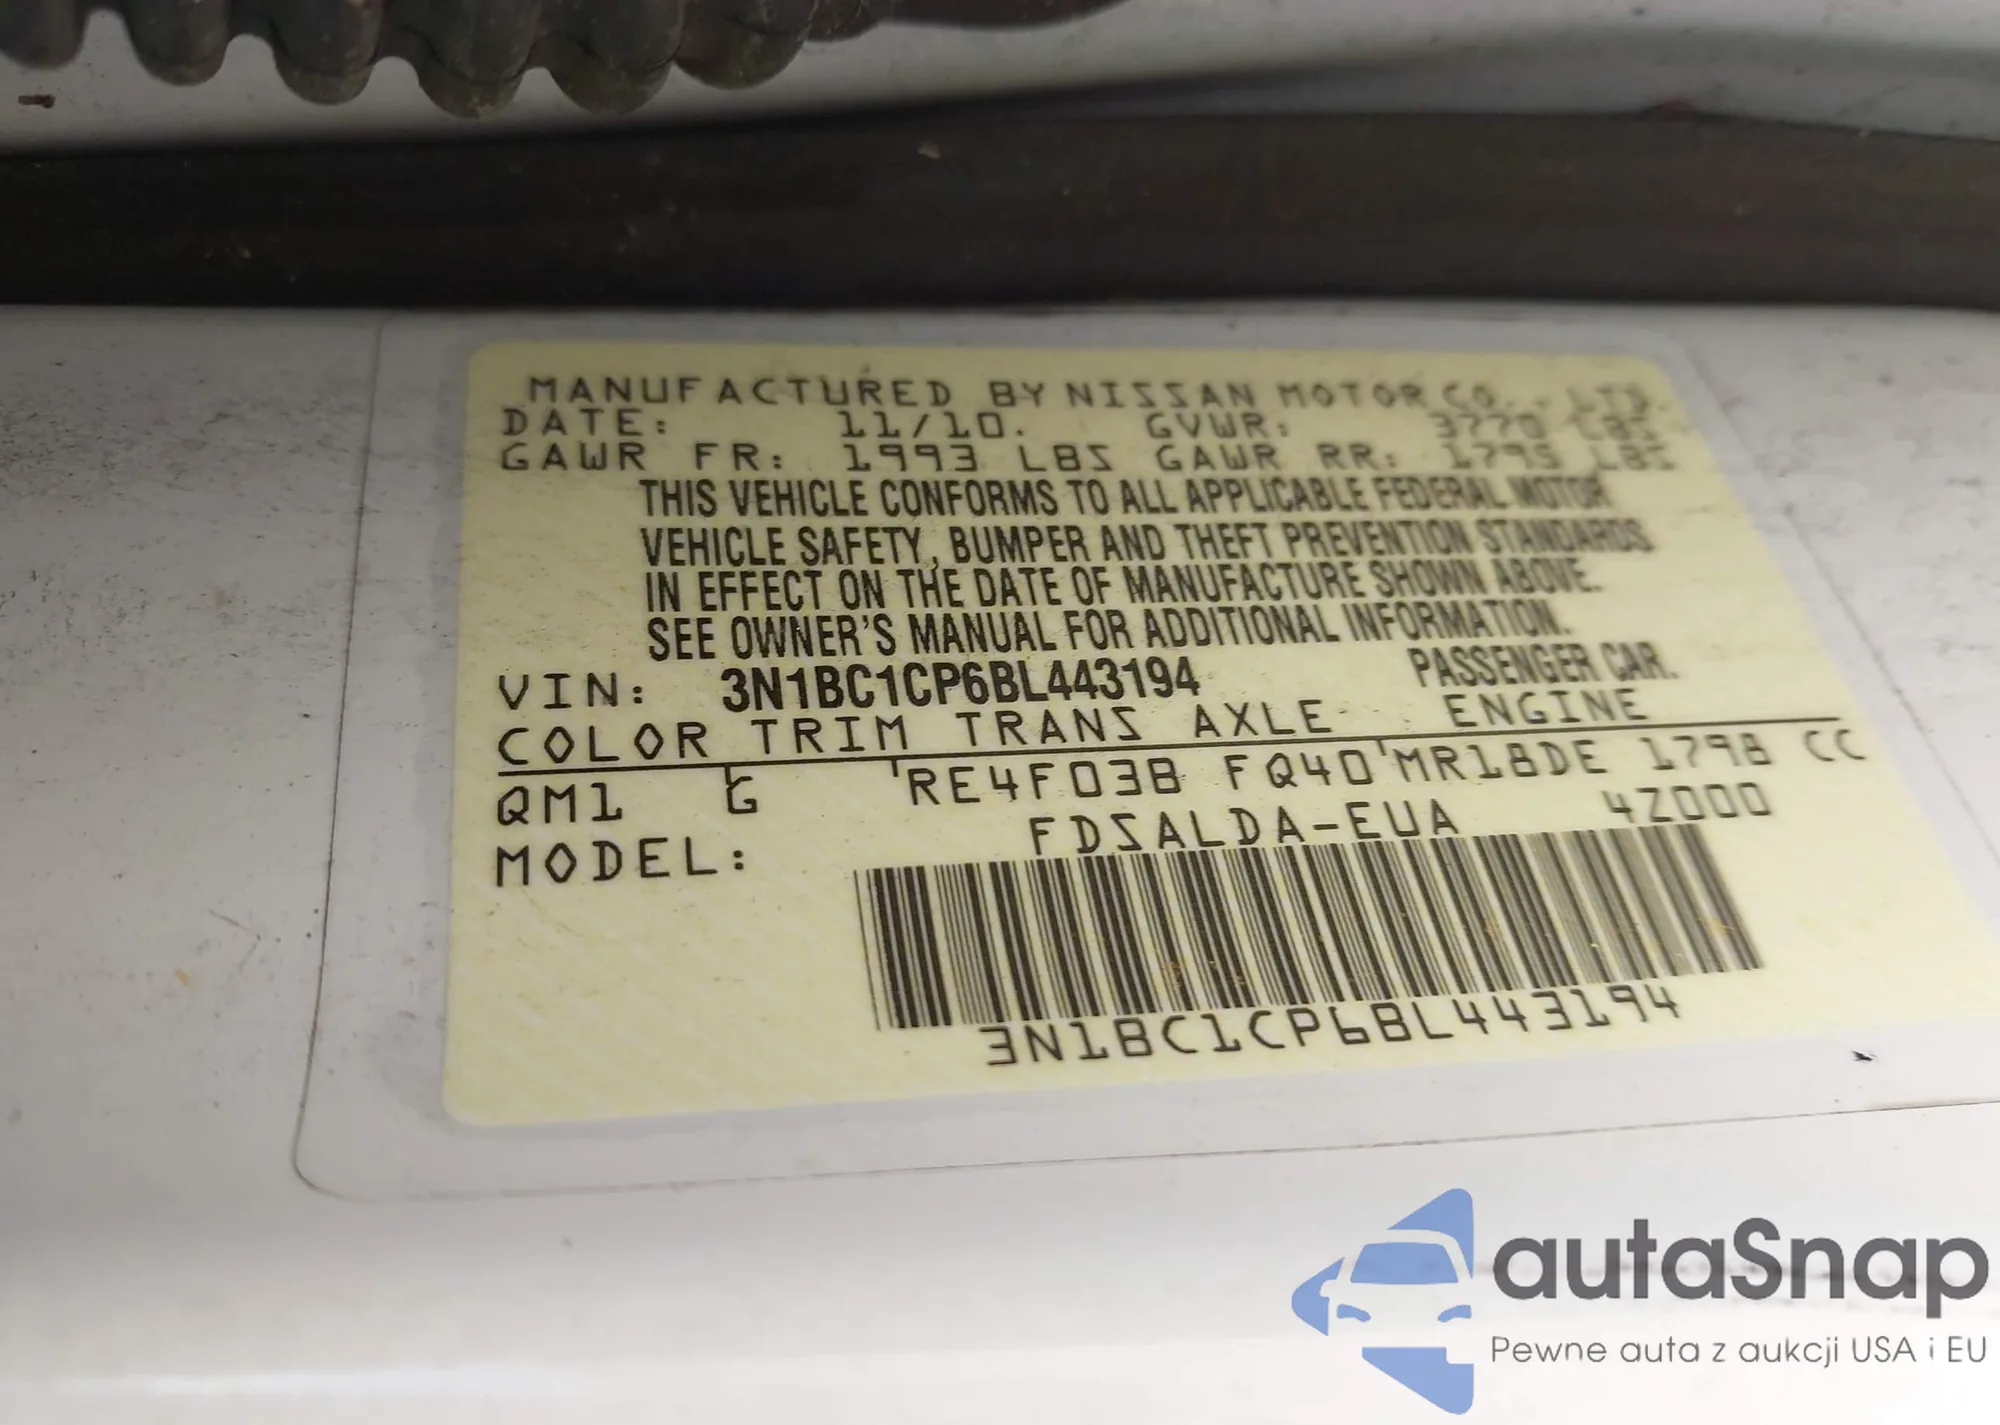 MANUFACTURED BY NISSAN MOTOR CO., LTD.
DATE: 11/10. GVWR: 3770 LBS
GAWR FR: 1993 LBS GAWR RR: 1795 LBS
THIS VEHICLE CONFORMS TO ALL APPLICABLE FEDERAL MOTOR
VEHICLE SAFETY, BUMPER AND THEFT PREVENTION STANDARDS
IN EFFECT ON THE DATE OF MANUFACTURE SHOWN ABOVE.
SEE OWNER'S MANUAL FOR ADDITIONAL INFORMATION.
VIN: 3N1BC1CP6BL443194 PASSENGER CAR.
COLOR TRIM TRANS AXLE ENGINE
QM1 G RE4F03B FQ40 MR18DE 1798 CC
MODEL: FDSALDA-EUA 4Z000
3N1BC1CP6BL443194
autaSnap
Pewne auta z aukcji USA i EU